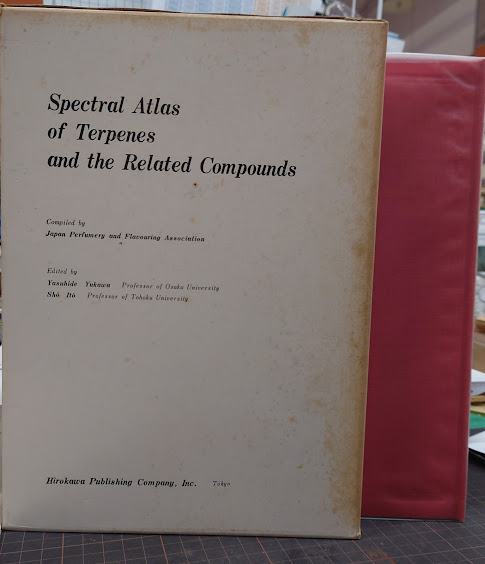 Spectral Atlas
of Terpenes
and the Related Compounds
Compiled by
Japan Perfumery and Flavouring Association
Edited by
Yasuhide Yukawa Professor of Osaka University
Shô Itô Professor of Tohoku University
Hirokawa Publishing Company, Inc. Tokyo